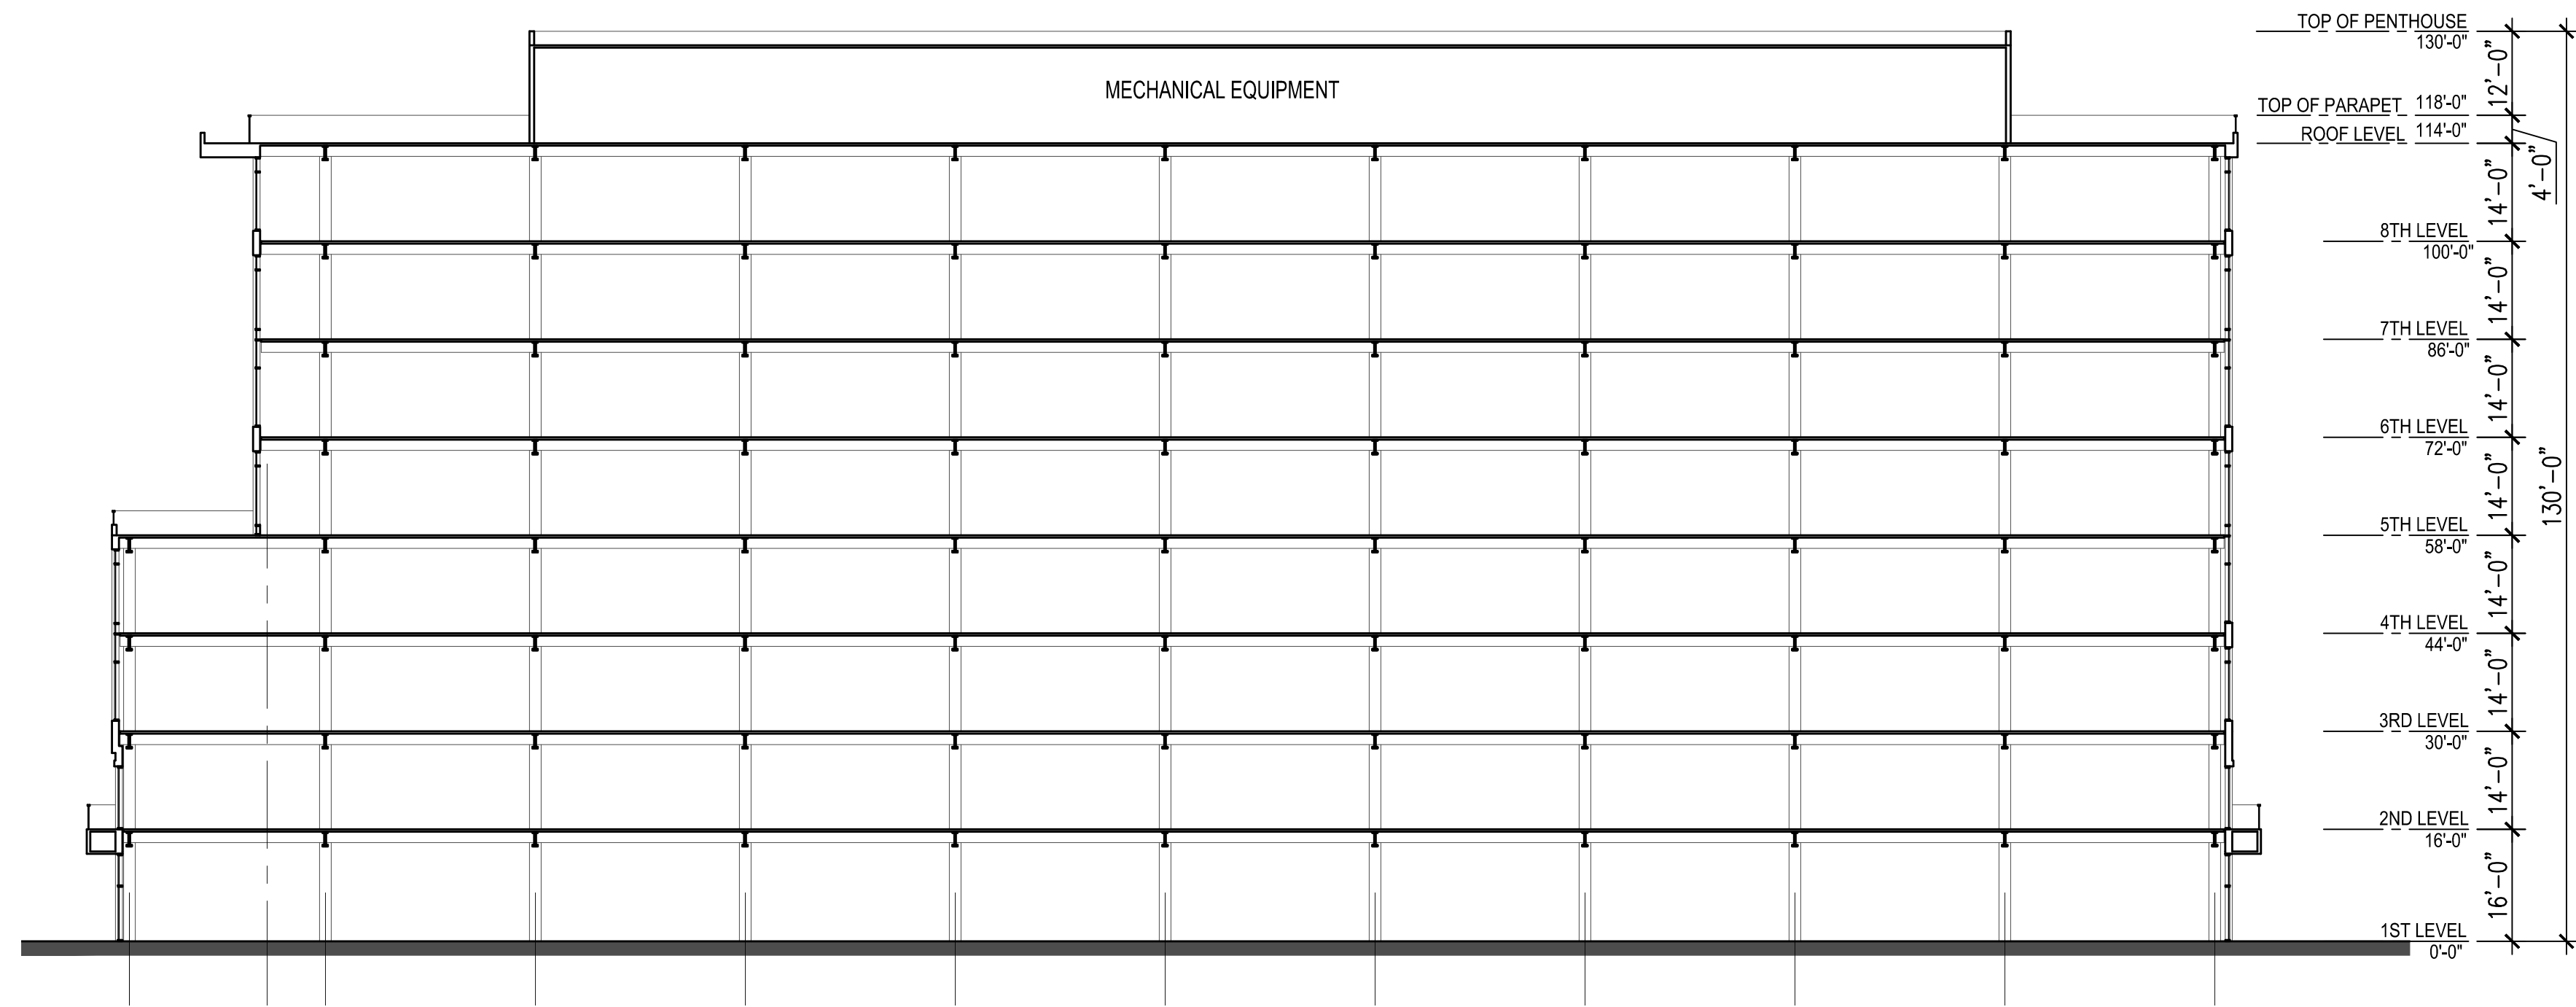 TOP OF PENTHOUSE
130'-0"
12'-0"
MECHANICAL EQUIPMENT
TOP OF PARAPET 118'-0"
ROOF LEVEL 114'-0"
4'-0"
14'-0"
8TH LEVEL
100'-0"
14'-0"
7TH LEVEL
86'-0"
14'-0"
6TH LEVEL
72'-0"
14'-0"
130'-0"
5TH LEVEL
58'-0"
14'-0"
4TH LEVEL
44'-0"
14'-0"
3RD LEVEL
30'-0"
14'-0"
2ND LEVEL
16'-0"
16'-0"
1ST LEVEL
0'-0"